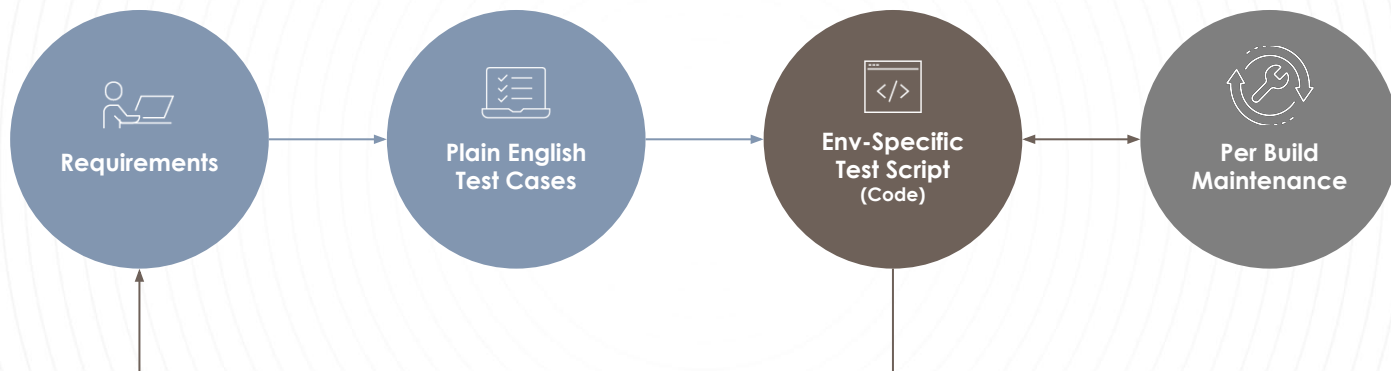 Requirements
Plain English
Test Cases
</>
Env-Specific
Test Script
(Code)
Per Build
Maintenance